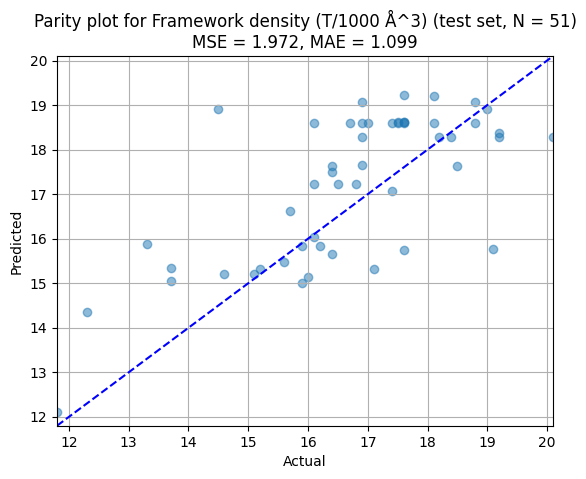 Parity plot for Framework density (T/1000 Å^3) (test set, N = 51)
MSE = 1.972, MAE = 1.099
20
19
18
17
16
15
14
13
12
Predicted
12 13 14 15 16 17 18 19 20
Actual